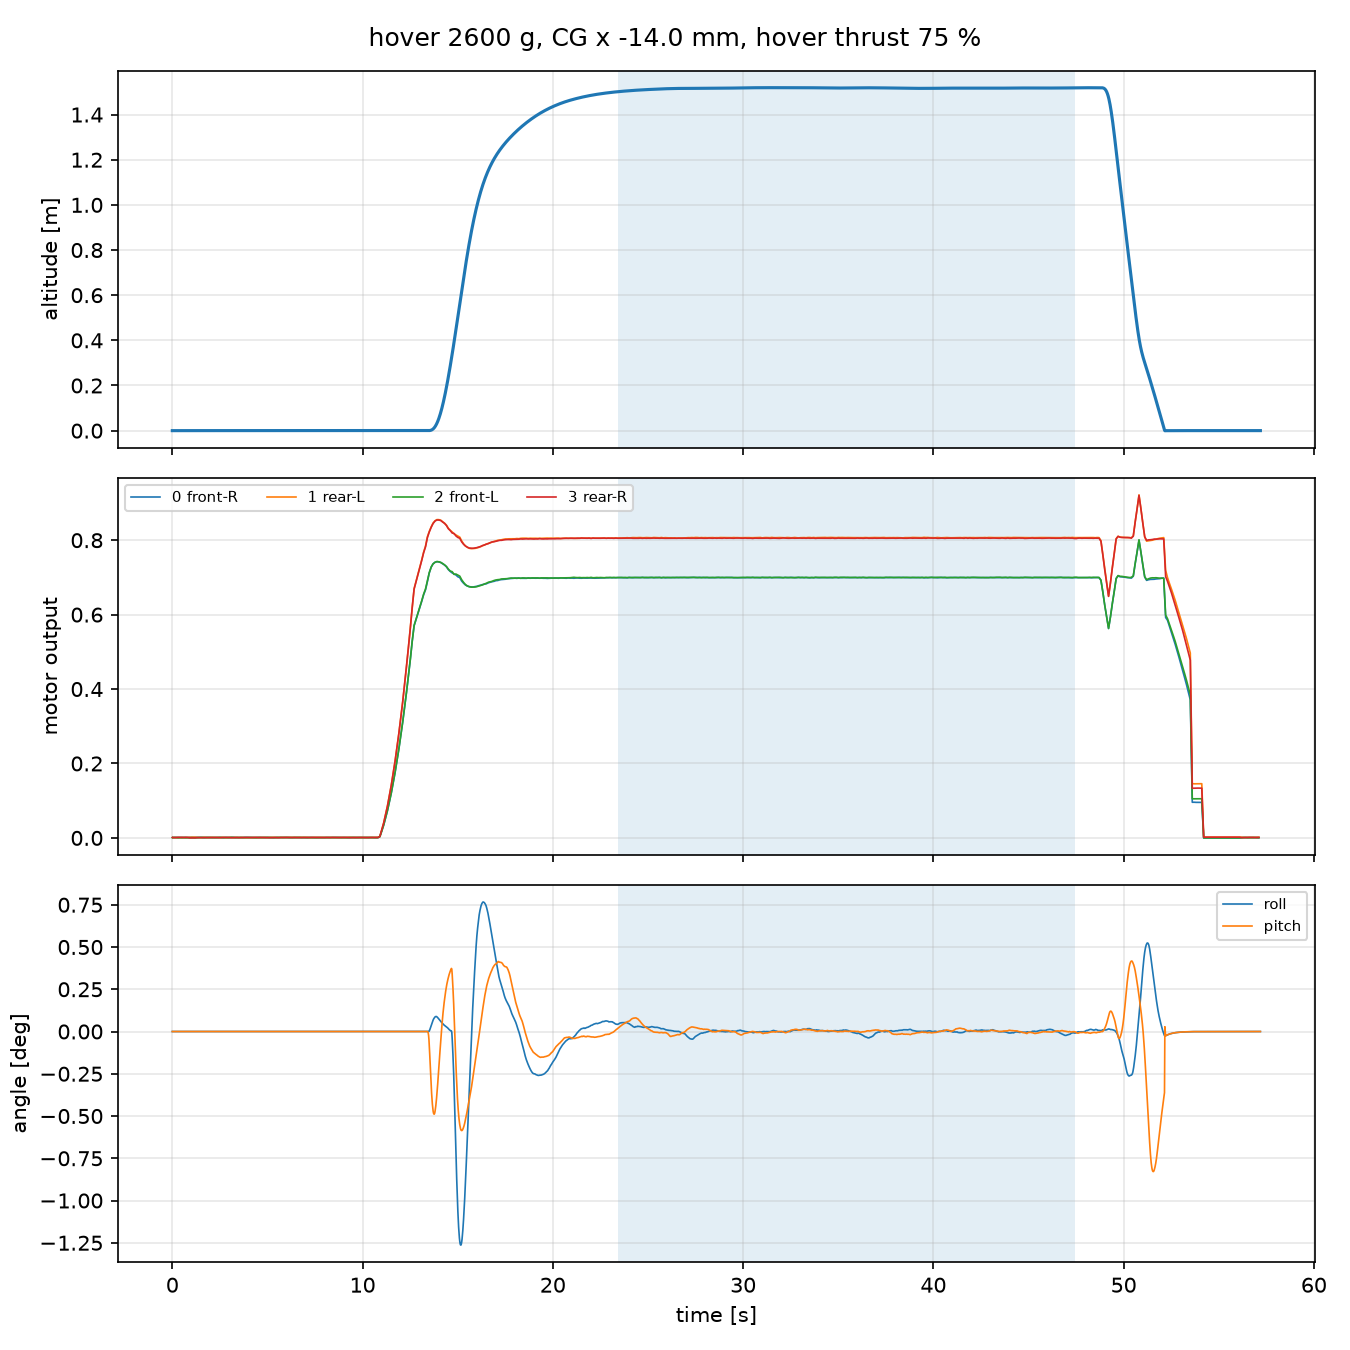 hover 2600 g, CG x -14.0 mm, hover thrust 75 %
altitude [m]
1.4
1.2
1.0
0.8
0.6
0.4
0.2
0.0
0 front-R 1 rear-L 2 front-L 3 rear-R
motor output
0.8
0.6
0.4
0.2
0.0
roll
pitch
angle [deg]
0.75
0.50
0.25
0.00
−0.25
−0.50
−0.75
−1.00
−1.25
0 10 20 30 40 50 60
time [s]